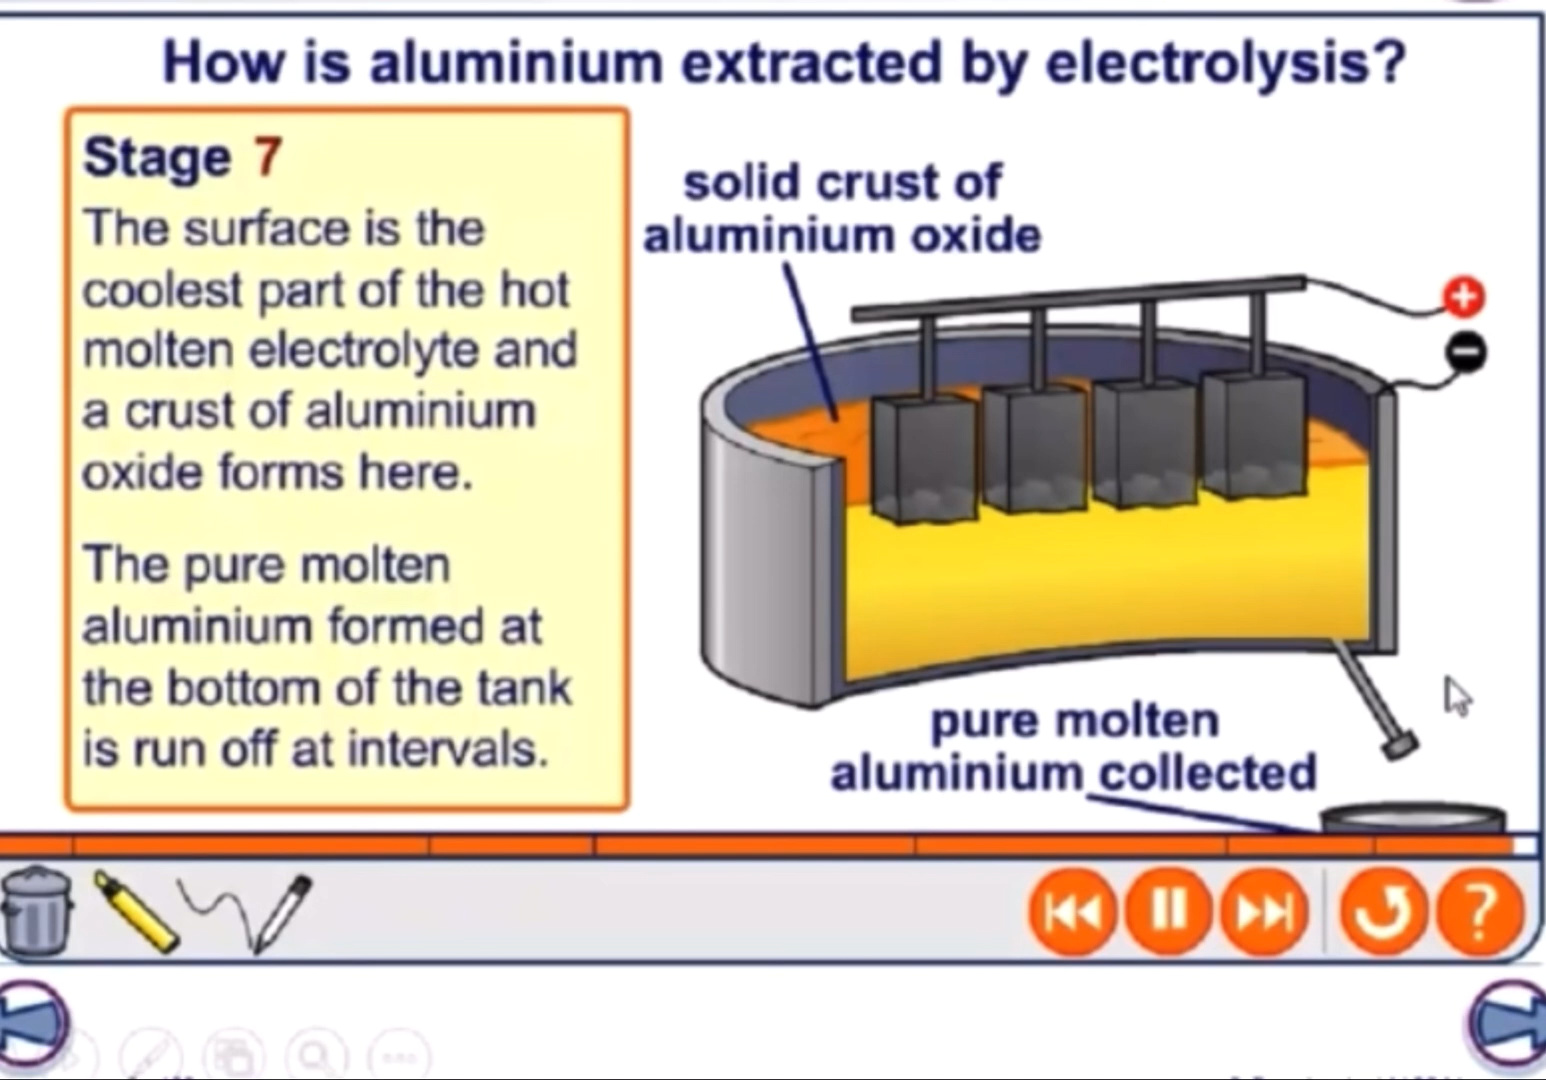 How is aluminium extracted by electrolysis?
Stage 7
The surface is the
coolest part of the hot
molten electrolyte and
a crust of aluminium
oxide forms here.
The pure molten
aluminium formed at
the bottom of the tank
is run off at intervals.
solid crust of
aluminium oxide
+
−
pure molten
aluminium collected
?